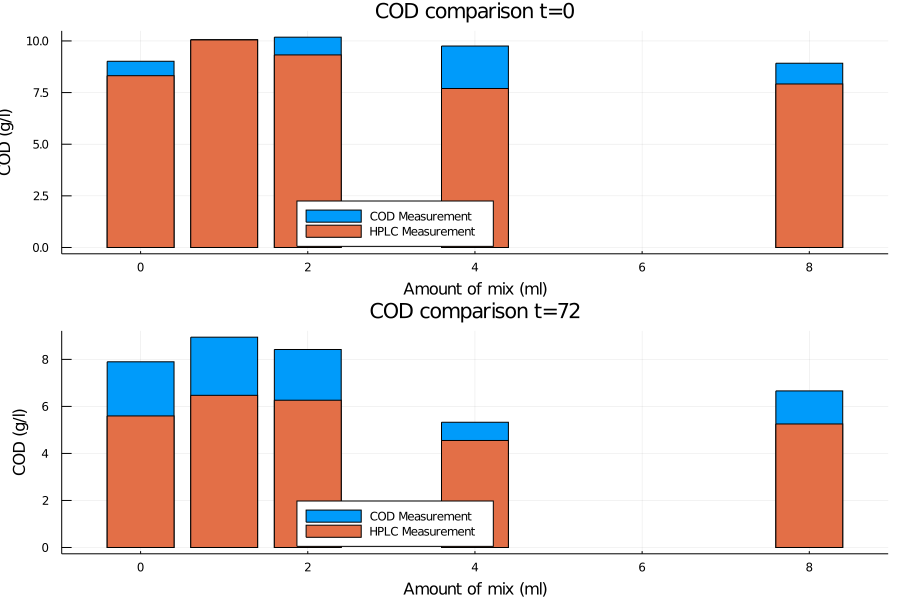 COD comparison t=0
COD (g/l)
10.0
7.5
5.0
2.5
0.0
COD Measurement
HPLC Measurement
0 2 4 6 8
Amount of mix (ml)
COD comparison t=72
COD (g/l)
8
6
4
2
0
COD Measurement
HPLC Measurement
0 2 4 6 8
Amount of mix (ml)